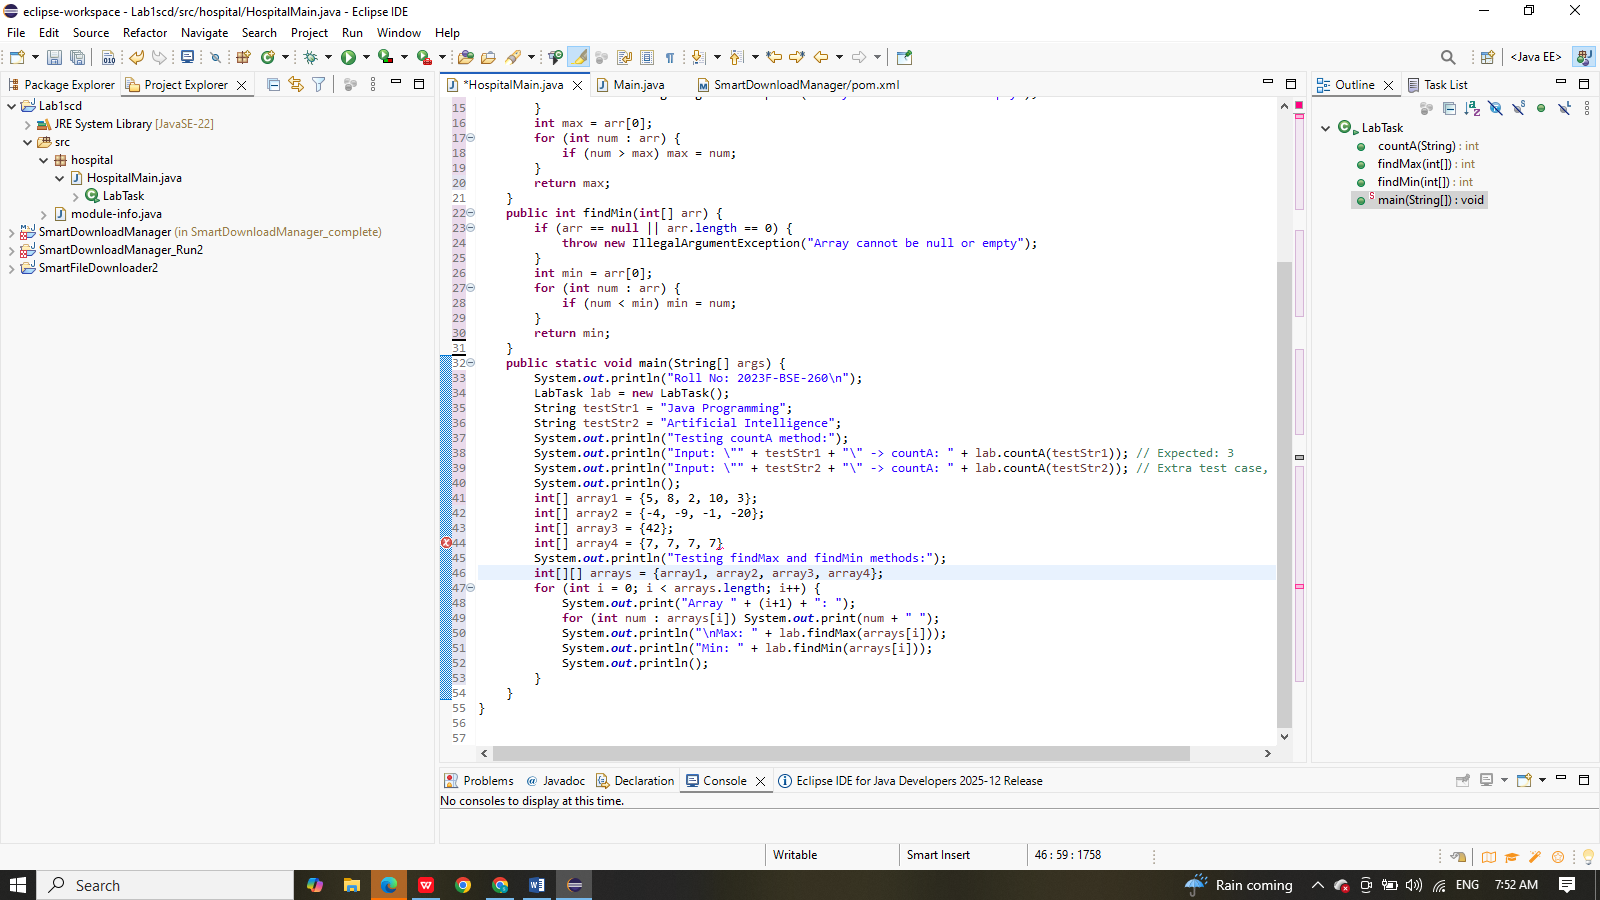 eclipse-workspace - Lab1scd/src/hospital/HospitalMain.java - Eclipse IDE
File Edit Source Refactor Navigate Search Project Run Window Help
<Java EE>
Package Explorer Project Explorer
Lab1scd
JRE System Library [JavaSE-22]
src
hospital
HospitalMain.java
LabTask
module-info.java
SmartDownloadManager (in SmartDownloadManager_complete)
SmartDownloadManager_Run2
SmartFileDownloader2
*HospitalMain.java Main.java SmartDownloadManager/pom.xml
15 }
16 int max = arr[0];
17 for (int num : arr) {
18 if (num > max) max = num;
19 }
20 return max;
21 }
22 public int findMin(int[] arr) {
23 if (arr == null || arr.length == 0) {
24 throw new IllegalArgumentException("Array cannot be null or empty");
25 }
26 int min = arr[0];
27 for (int num : arr) {
28 if (num < min) min = num;
29 }
30 return min;
31 }
32 public static void main(String[] args) {
33 System.out.println("Roll No: 2023F-BSE-260\n");
34 LabTask lab = new LabTask();
35 String testStr1 = "Java Programming";
36 String testStr2 = "Artificial Intelligence";
37 System.out.println("Testing countA method:");
38 System.out.println("Input: \"" + testStr1 + "\" -> countA: " + lab.countA(testStr1)); // Expected: 3
39 System.out.println("Input: \"" + testStr2 + "\" -> countA: " + lab.countA(testStr2)); // Extra test case,
40 System.out.println();
41 int[] array1 = {5, 8, 2, 10, 3};
42 int[] array2 = {-4, -9, -1, -20};
43 int[] array3 = {42};
44 int[] array4 = {7, 7, 7, 7}
45 System.out.println("Testing findMax and findMin methods:");
46 int[][] arrays = {array1, array2, array3, array4};
47 for (int i = 0; i < arrays.length; i++) {
48 System.out.print("Array " + (i+1) + ": ");
49 for (int num : arrays[i]) System.out.print(num + " ");
50 System.out.println("\nMax: " + lab.findMax(arrays[i]));
51 System.out.println("Min: " + lab.findMin(arrays[i]));
52 System.out.println();
53 }
54 }
55 }
56
57
Outline Task List
LabTask
countA(String) : int
findMax(int[]) : int
findMin(int[]) : int
main(String[]) : void
Problems Javadoc Declaration Console Eclipse IDE for Java Developers 2025-12 Release
No consoles to display at this time.
Writable Smart Insert 46 : 59 : 1758
Search
Rain coming ENG 7:52 AM